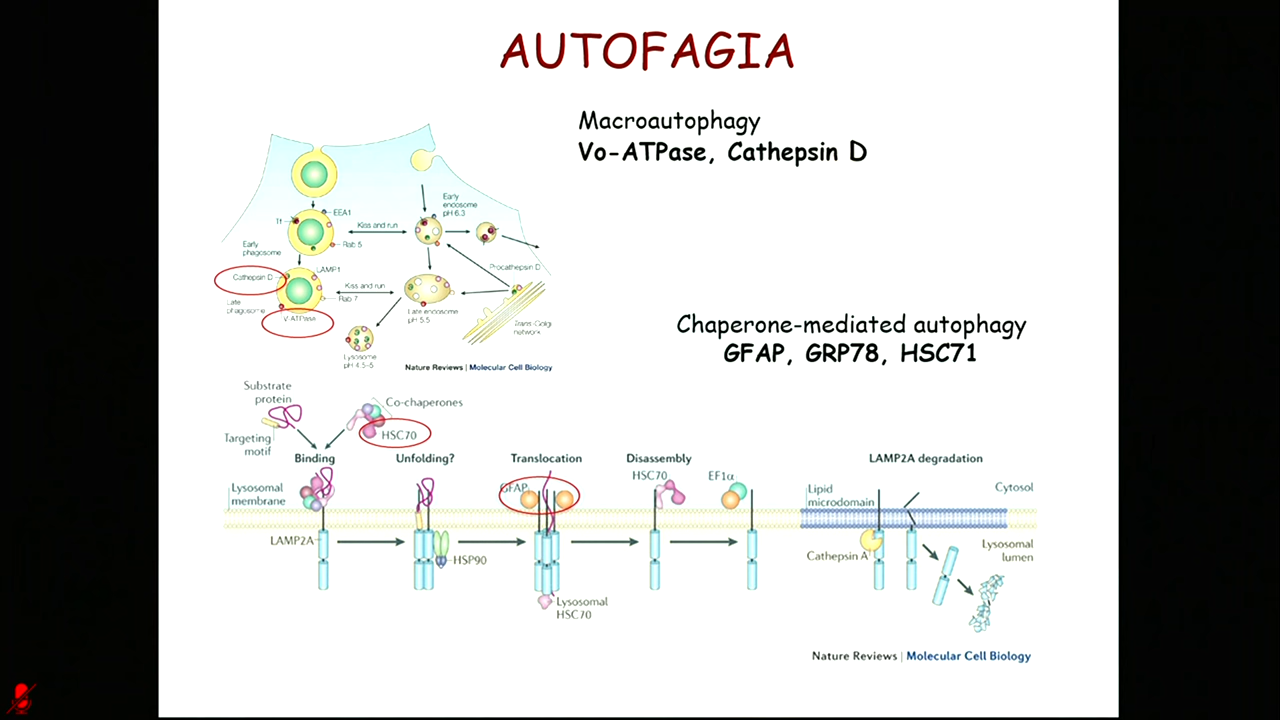 AUTOFAGIA
Macroautophagy
Vo-ATPase, Cathepsin D
Early
endosome
pH 6.3
Tf
EEA1
Kiss and run
Rab 5
Early
phagosome
Procathepsin D
LAMP1
Cathepsin D
Kiss and run
Rab 7
Late
phagosome
V-ATPase
Late endosome
pH 5.5
Trans-Golgi
network
Lysosome
pH 4.5–5
Nature Reviews | Molecular Cell Biology
Chaperone-mediated autophagy
GFAP, GRP78, HSC71
Substrate
protein
Co-chaperones
HSC70
Targeting
motif
Binding
Unfolding?
Translocation
Disassembly
LAMP2A degradation
Lysosomal
membrane
GFAP
HSC70
EF1α
Lipid
microdomain
Cytosol
LAMP2A
HSP90
Cathepsin A
Lysosomal
lumen
Lysosomal
HSC70
Nature Reviews | Molecular Cell Biology